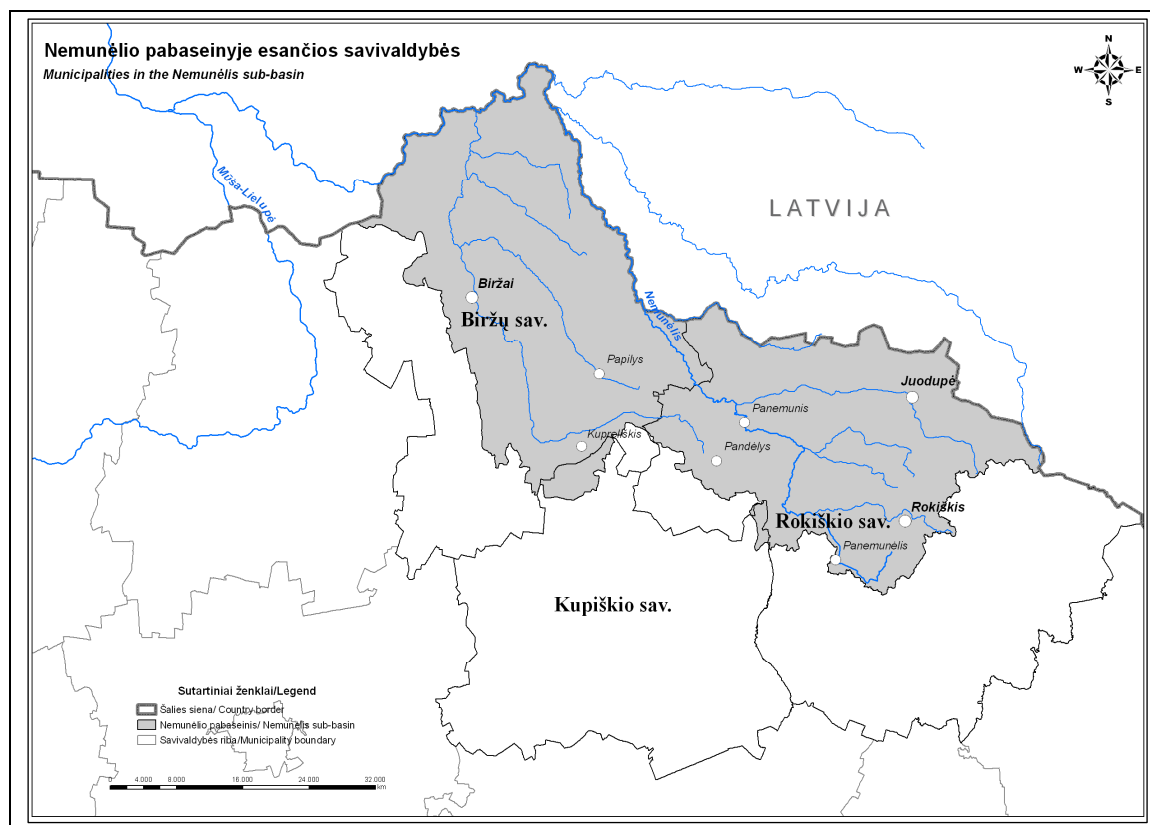 Nemunėlio pabaseinyje esančios savivaldybės
Municipalities in the Nemunėlis sub-basin
N
W E
S
Mūša-Lielupė
LATVIJA
Biržai
Nemunėlis
Biržų sav.
Papilys
Juodupė
Panemunis
Kupreliškis
Pandėlys
Rokiškis
Rokiškio sav.
Panemunėlis
Kupiškio sav.
Sutartiniai ženklai/Legend
Šalies siena/ Country border
Nemunėlio pabaseinis/ Nemunėlis sub-basin
Savivaldybės riba/Municipality boundary
0 4.000 8.000 16.000 24.000 32.000
km